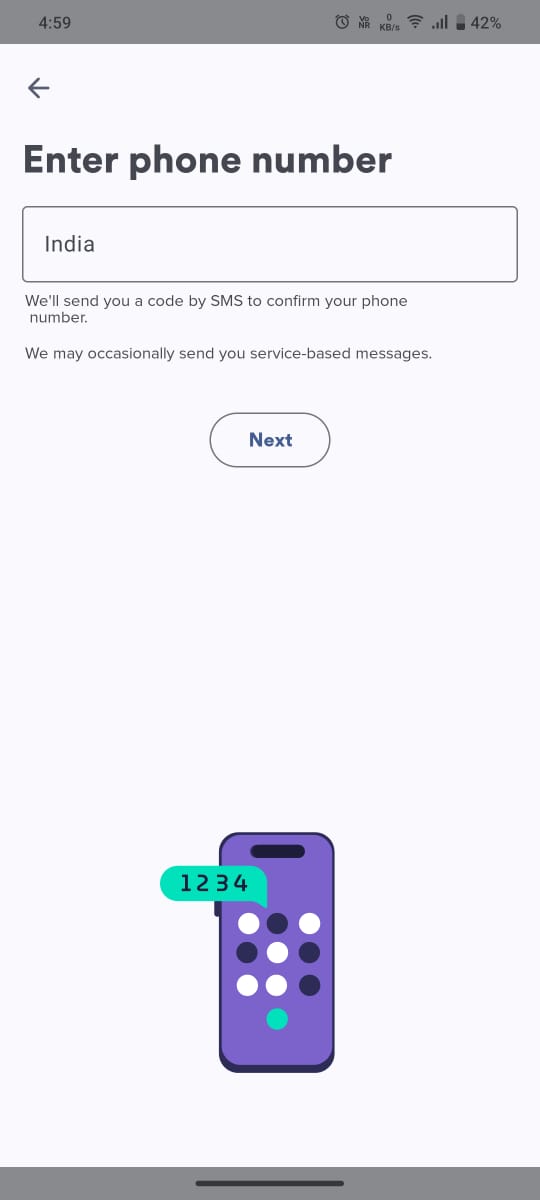 4:59
Vo
NR
0
KB/s
42%
Enter phone number
India
We'll send you a code by SMS to confirm your phone
number.
We may occasionally send you service-based messages.
Next
1234